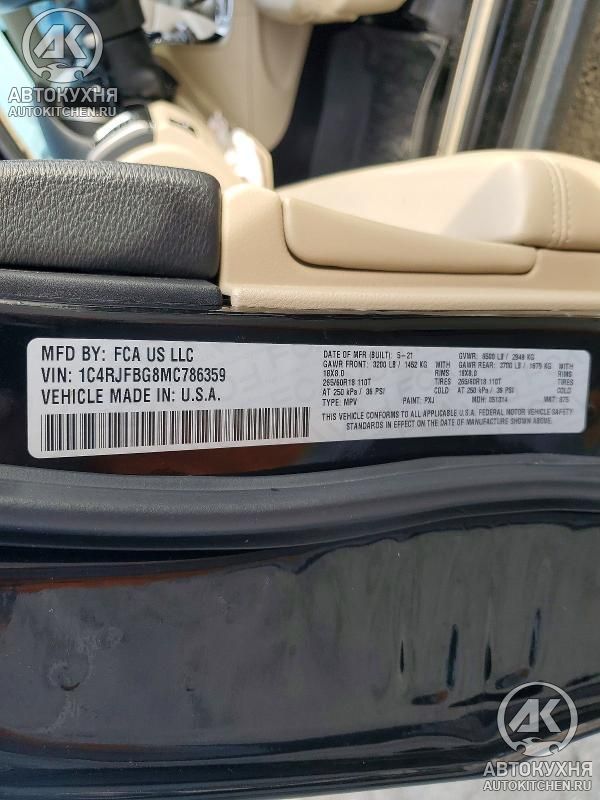 АК
АВТОКУХНЯ
AUTOKITCHEN.RU
MFD BY: FCA US LLC
VIN: 1C4RJFBG8MC786359
VEHICLE MADE IN: U.S.A.
DATE OF MFR (BUILT): 5-21 GVWR: 6500 LB / 2948 KG
GAWR FRONT: 3200 LB / 1452 KG WITH GAWR REAR: 3700 LB / 1679 KG WITH
18X8.0 RIMS 18X8.0 RIMS
265/60R18 110T TIRES 265/60R18 110T TIRES
AT 250 kPa / 36 PSI COLD AT 250 kPa / 36 PSI COLD
TYPE: MPV PAINT: PXJ MDH: 051314 MKT: 875
THIS VEHICLE CONFORMS TO ALL APPLICABLE U.S.A. FEDERAL MOTOR VEHICLE SAFETY
STANDARDS IN EFFECT ON THE DATE OF MANUFACTURE SHOWN ABOVE.
АК
АВТОКУХНЯ
AUTOKITCHEN.RU